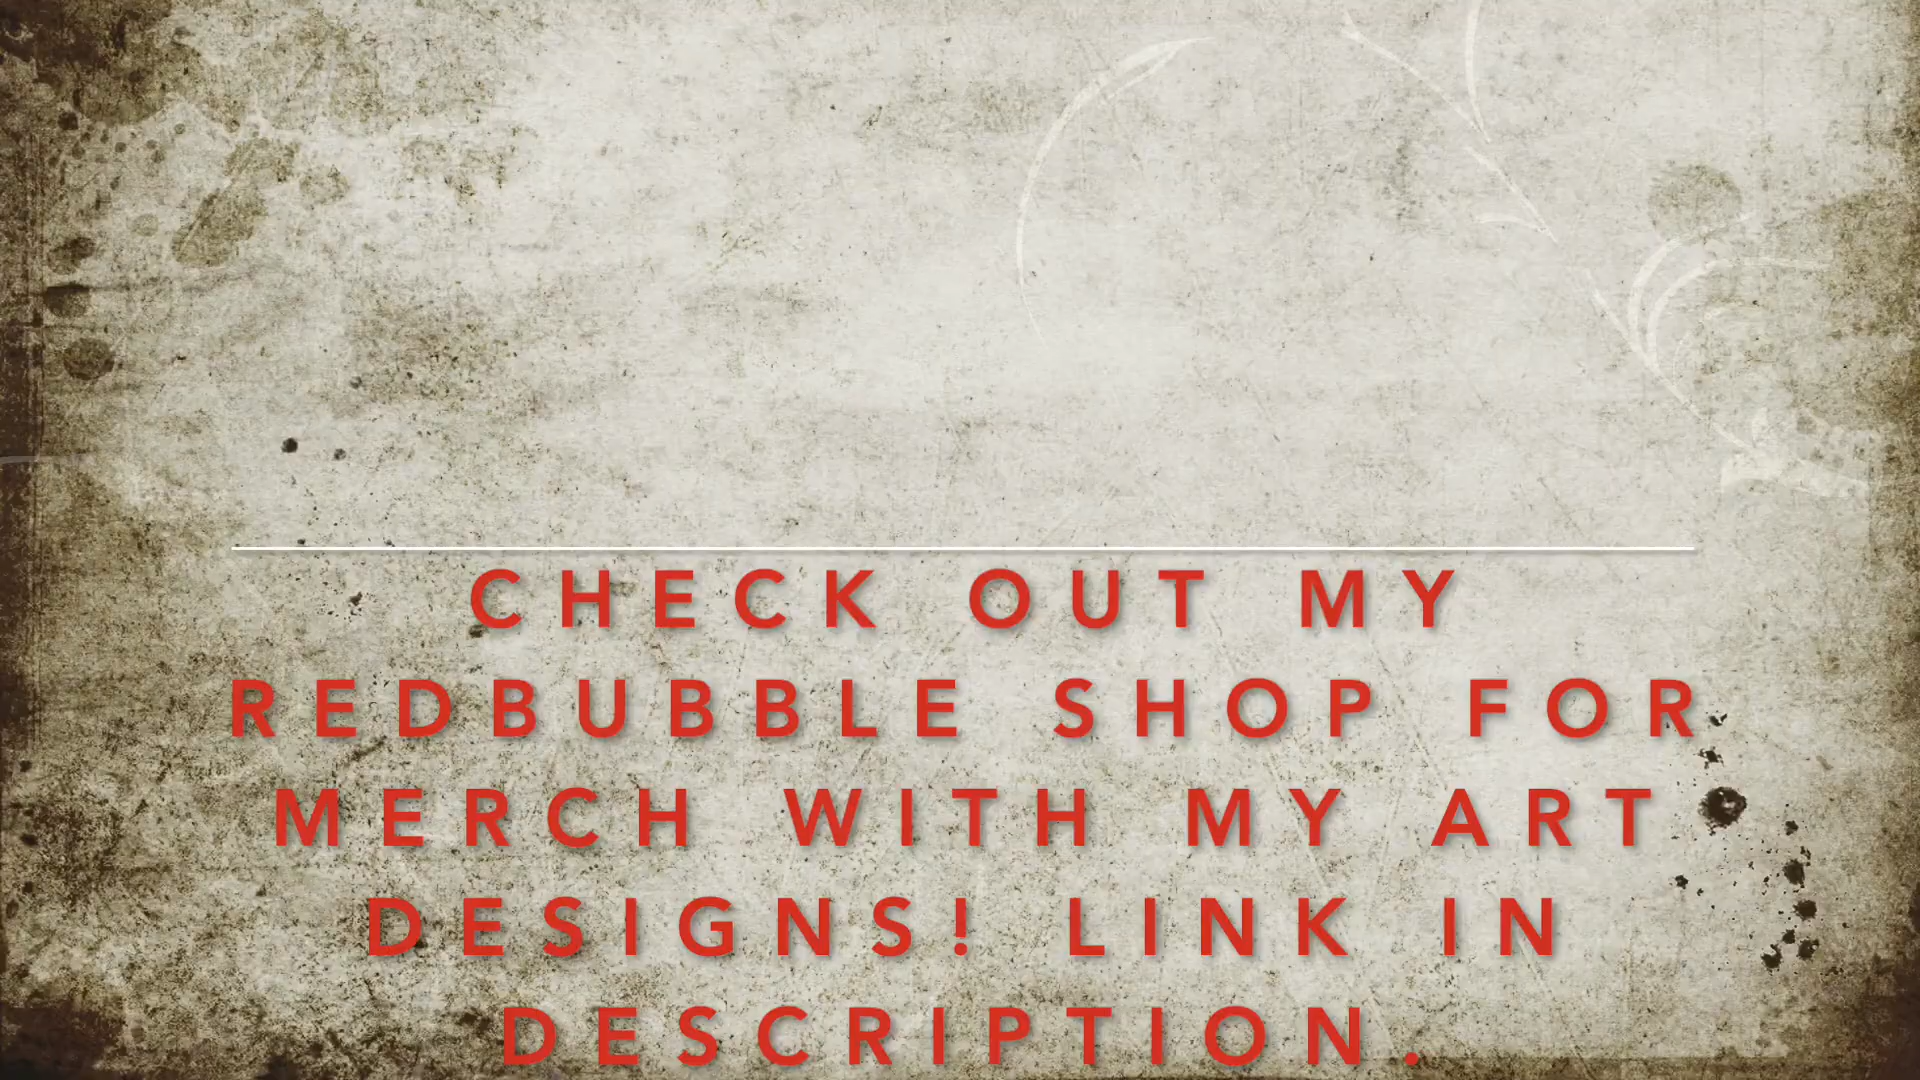 CHECK OUT MY
REDBUBBLE SHOP FOR
MERCH WITH MY ART
DESIGNS! LINK IN
DESCRIPTION.